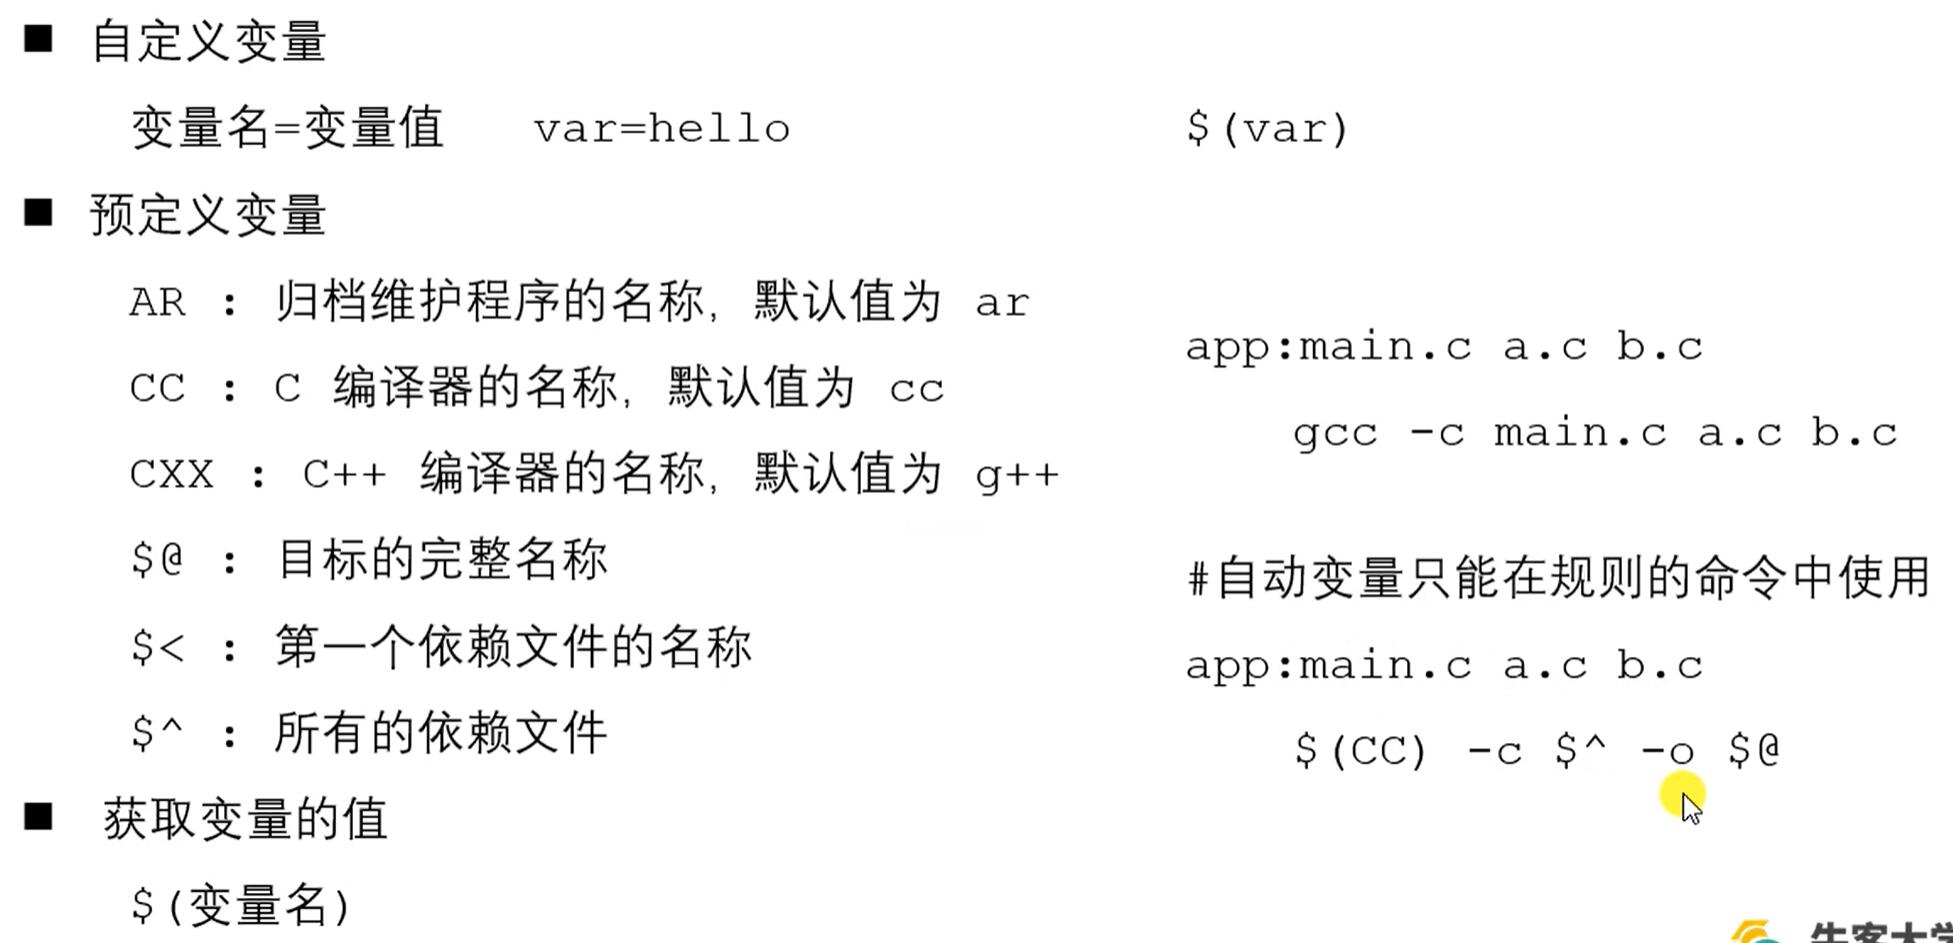 ■ 自定义变量
变量名=变量值 var=hello
$(var)
■ 预定义变量
AR : 归档维护程序的名称, 默认值为 ar
CC : C 编译器的名称, 默认值为 cc
CXX : C++ 编译器的名称, 默认值为 g++
$@ : 目标的完整名称
$< : 第一个依赖文件的名称
$^ : 所有的依赖文件
■ 获取变量的值
$(变量名)
app:main.c a.c b.c
gcc -c main.c a.c b.c
#自动变量只能在规则的命令中使用
app:main.c a.c b.c
$(CC) -c $^ -o $@
牛客大学